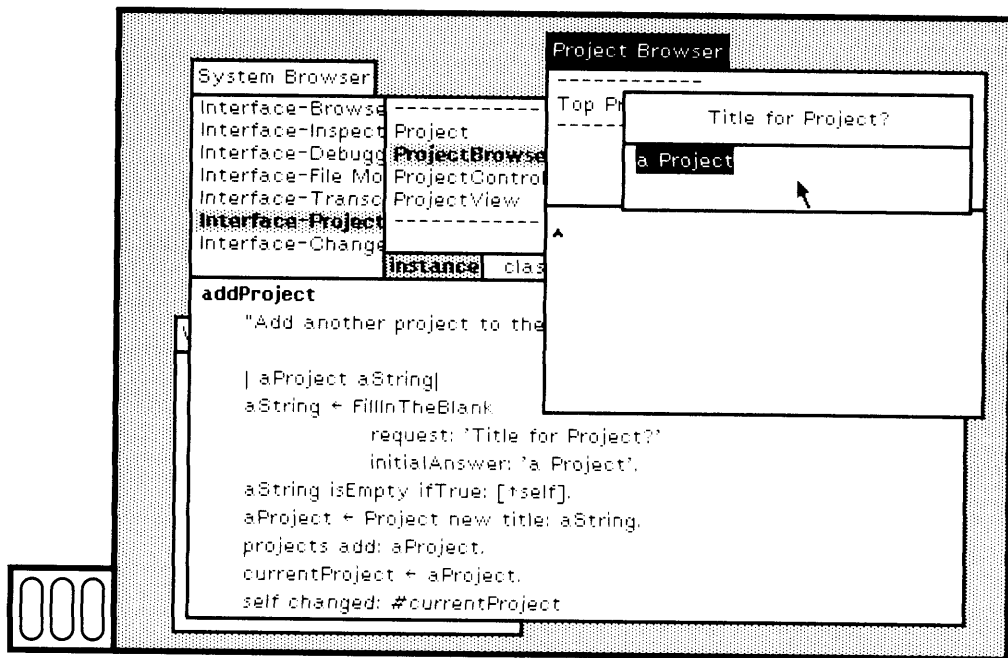 Project Browser
System Browser
------------
Top Pr
Title for Project?
a Project
Interface-Browse
Interface-Inspect
Interface-Debugg
Interface-File Mo
Interface-Transc
Interface-Project
Interface-Change
Project
ProjectBrowse
ProjectControl
ProjectView
instance
clas
addProject
"Add another project to the
| aProject aString|
aString ← FillInTheBlank
request: 'Title for Project?'
initialAnswer: 'a Project'.
aString isEmpty ifTrue: [↑self].
aProject ← Project new title: aString.
projects add: aProject.
currentProject ← aProject.
self changed: #currentProject